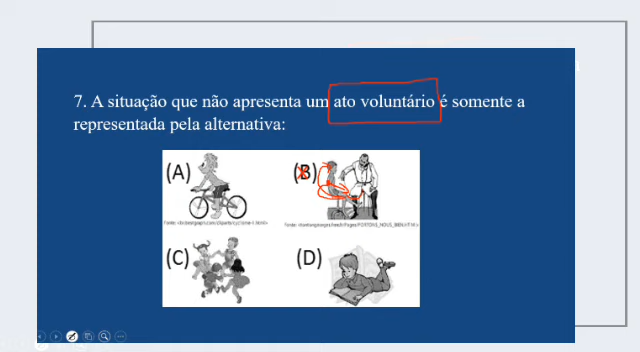 7. A situação que não apresenta um ato voluntário é somente a
representada pela alternativa:
(A)
(B)
(C)
(D)